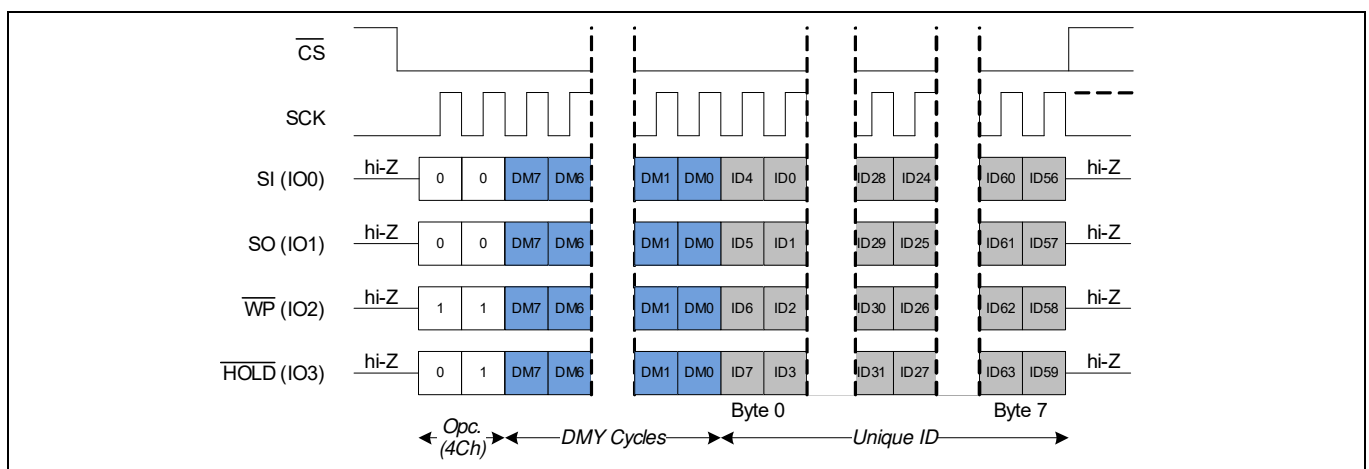 CS
SCK
SI (IO0) hi-Z 0 0 DM7 DM6 DM1 DM0 ID4 ID0 ID28 ID24 ID60 ID56 hi-Z
SO (IO1) hi-Z 0 0 DM7 DM6 DM1 DM0 ID5 ID1 ID29 ID25 ID61 ID57 hi-Z
WP (IO2) hi-Z 1 1 DM7 DM6 DM1 DM0 ID6 ID2 ID30 ID26 ID62 ID58 hi-Z
HOLD (IO3) hi-Z 0 1 DM7 DM6 DM1 DM0 ID7 ID3 ID31 ID27 ID63 ID59 hi-Z
Byte 0 Byte 7
Opc.
(4Ch) DMY Cycles Unique ID